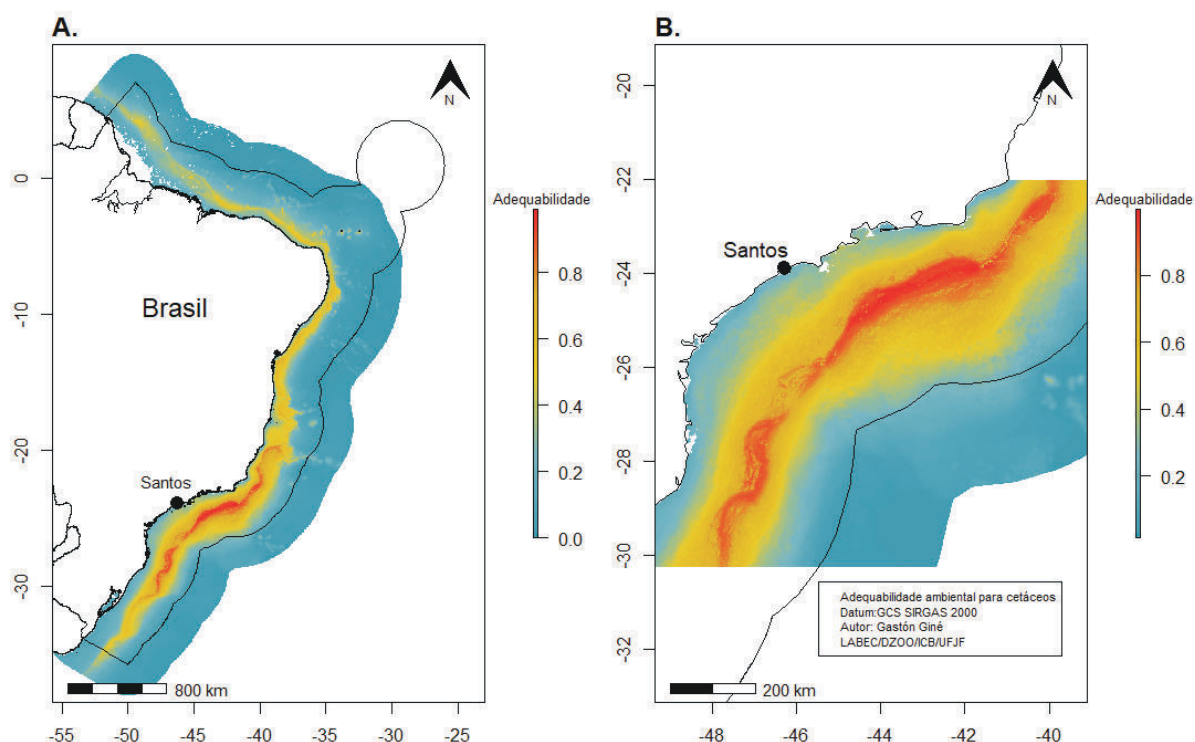 A.
B.
N
N
0
-10
-20
-30
-20
-22
-24
-26
-28
-30
-32
Adequabilidade
0.8
0.6
0.4
0.2
0.0
Adequabilidade
0.8
0.6
0.4
0.2
Brasil
Santos
Santos
800 km
200 km
Adequabilidade ambiental para cetáceos
Datum:GCS SIRGAS 2000
Autor: Gastón Giné
LABEC/DZOO/ICB/UFJF
-55 -50 -45 -40 -35 -30 -25
-48 -46 -44 -42 -40